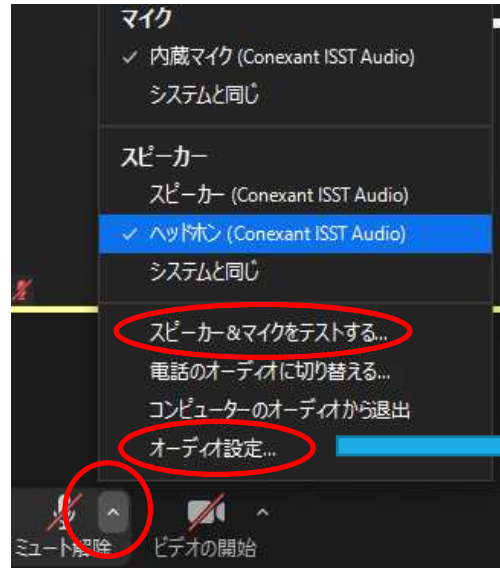 マイク
✓ 内蔵マイク (Conexant ISST Audio)
システムと同じ
スピーカー
スピーカー (Conexant ISST Audio)
✓ ヘッドホン (Conexant ISST Audio)
システムと同じ
スピーカー&マイクをテストする...
電話のオーディオに切り替える...
コンピューターのオーディオから退出
オーディオ設定...
ミュート解除 ビデオの開始